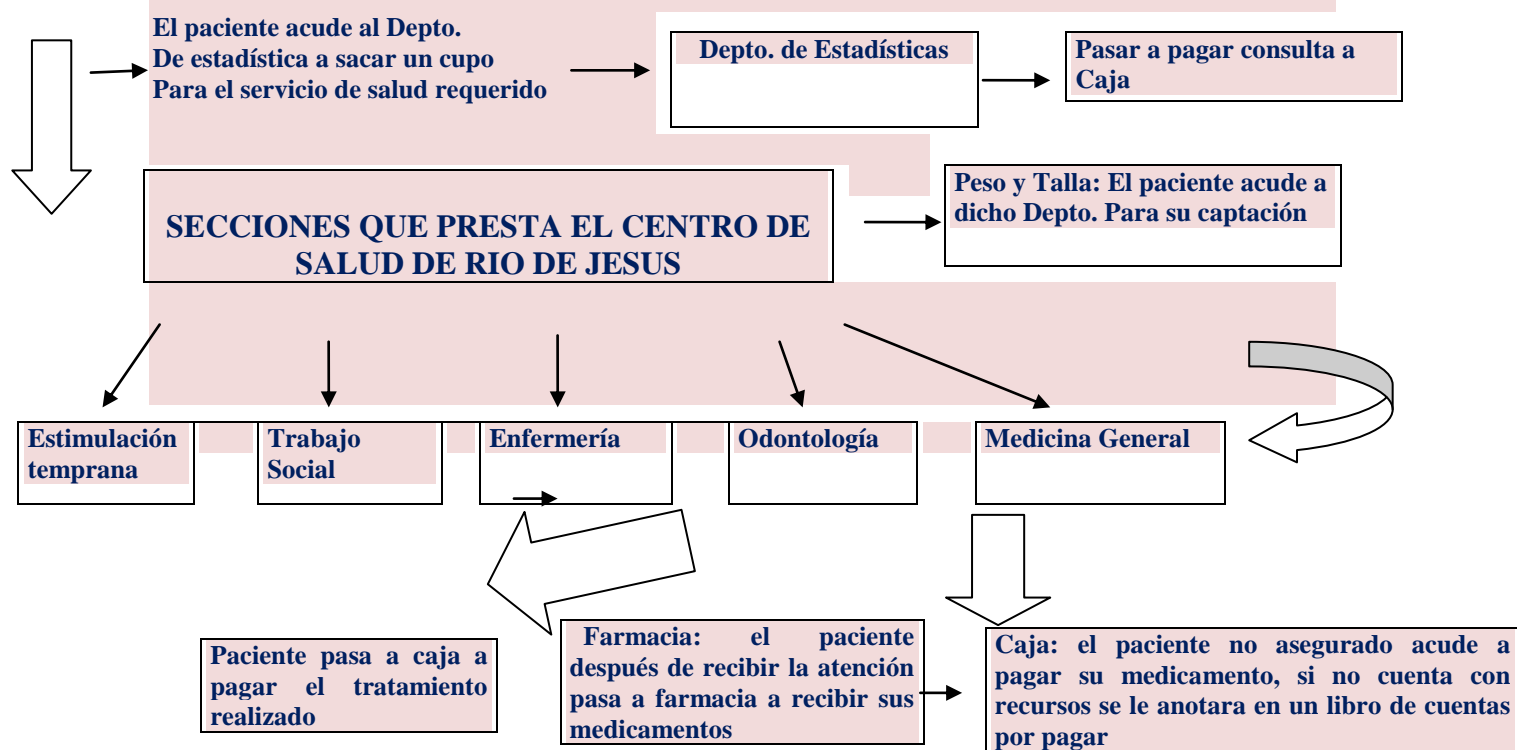 El paciente acude al Depto.
De estadística a sacar un cupo
Para el servicio de salud requerido
Depto. de Estadísticas
Pasar a pagar consulta a
Caja
SECCIONES QUE PRESTA EL CENTRO DE
SALUD DE RIO DE JESUS
Peso y Talla: El paciente acude a
dicho Depto. Para su captación
Estimulación
temprana
Trabajo
Social
Enfermería
Odontología
Medicina General
Paciente pasa a caja a
pagar el tratamiento
realizado
Farmacia: el paciente
después de recibir la atención
pasa a farmacia a recibir sus
medicamentos
Caja: el paciente no asegurado acude a
pagar su medicamento, si no cuenta con
recursos se le anotara en un libro de cuentas
por pagar